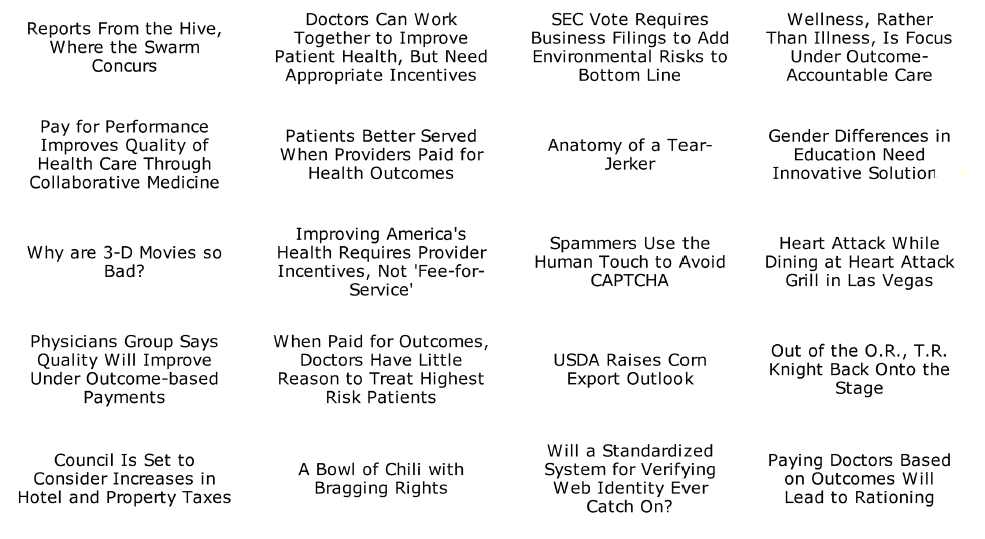 Reports From the Hive,
Where the Swarm
Concurs
Doctors Can Work
Together to Improve
Patient Health, But Need
Appropriate Incentives
SEC Vote Requires
Business Filings to Add
Environmental Risks to
Bottom Line
Wellness, Rather
Than Illness, Is Focus
Under Outcome-
Accountable Care
Pay for Performance
Improves Quality of
Health Care Through
Collaborative Medicine
Patients Better Served
When Providers Paid for
Health Outcomes
Anatomy of a Tear-
Jerker
Gender Differences in
Education Need
Innovative Solution
Why are 3-D Movies so
Bad?
Improving America's
Health Requires Provider
Incentives, Not 'Fee-for-
Service'
Spammers Use the
Human Touch to Avoid
CAPTCHA
Heart Attack While
Dining at Heart Attack
Grill in Las Vegas
Physicians Group Says
Quality Will Improve
Under Outcome-based
Payments
When Paid for Outcomes,
Doctors Have Little
Reason to Treat Highest
Risk Patients
USDA Raises Corn
Export Outlook
Out of the O.R., T.R.
Knight Back Onto the
Stage
Council Is Set to
Consider Increases in
Hotel and Property Taxes
A Bowl of Chili with
Bragging Rights
Will a Standardized
System for Verifying
Web Identity Ever
Catch On?
Paying Doctors Based
on Outcomes Will
Lead to Rationing